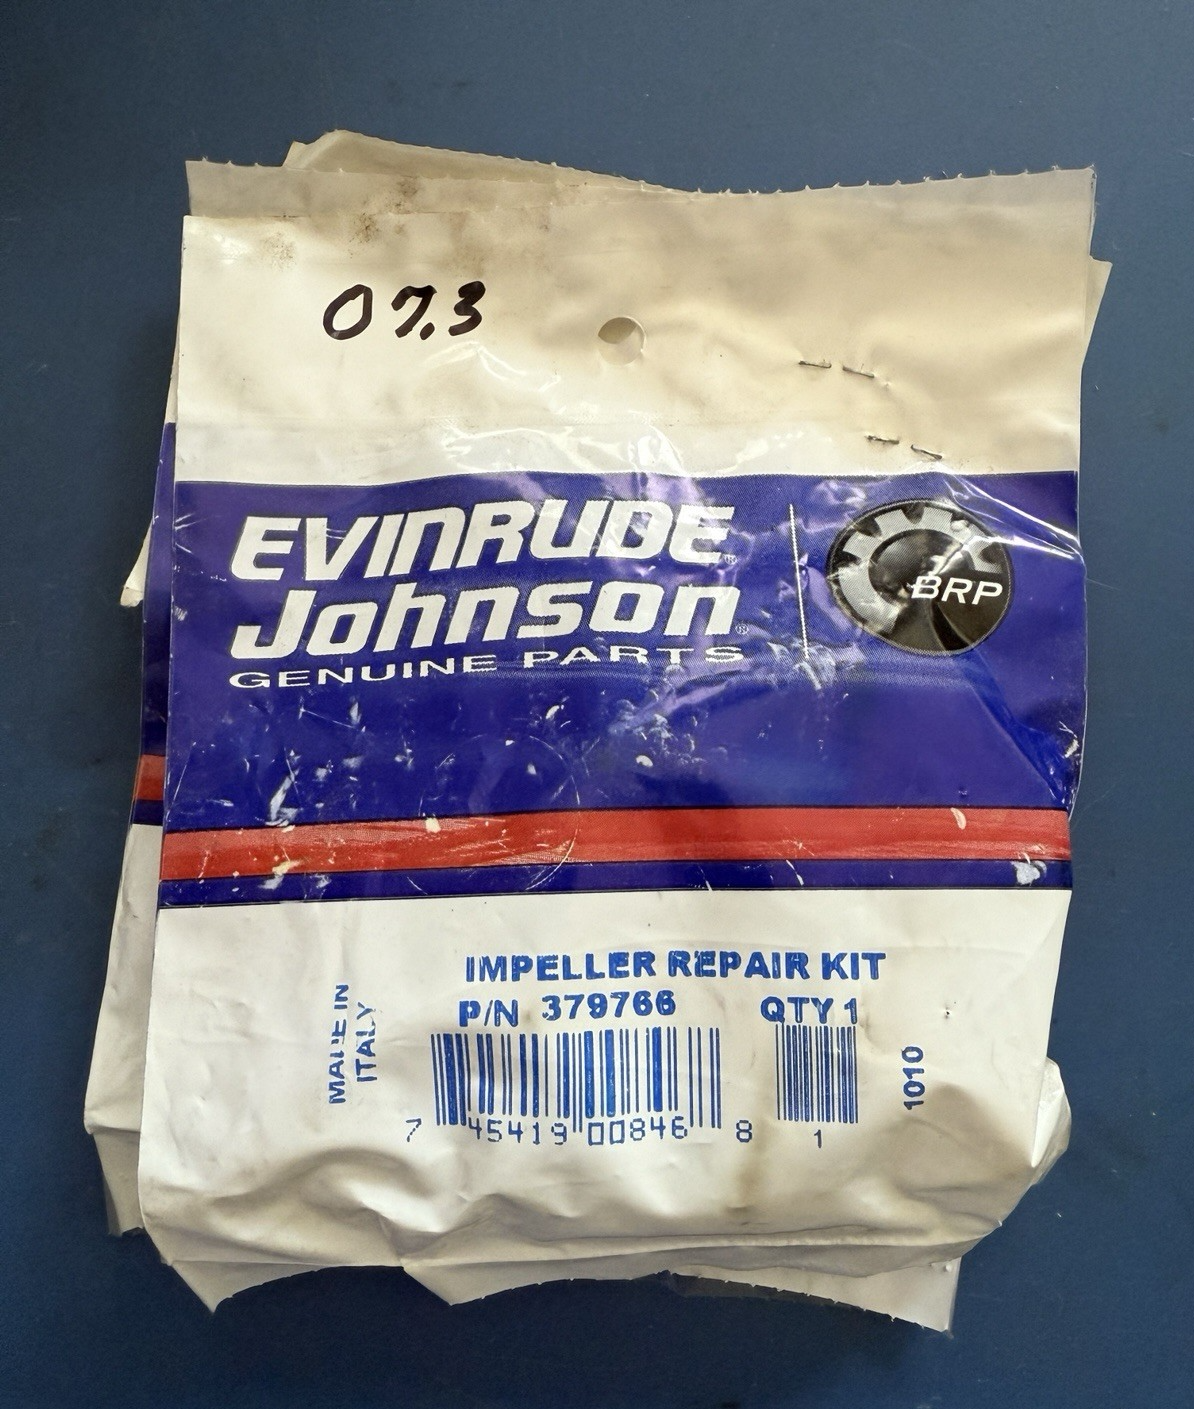 07.3
EVINRUDE®
Johnson®
GENUINE PARTS
BRP
IMPELLER REPAIR KIT
P/N 379766 QTY 1
MADE IN
ITALY
7 45419 00846 8
1
1010